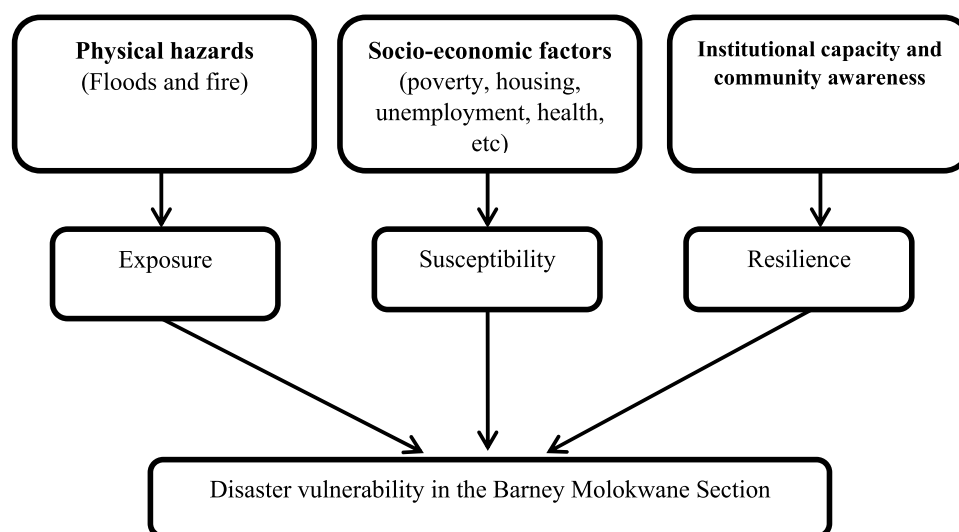 Physical hazards
(Floods and fire)
Socio-economic factors
(poverty, housing,
unemployment, health,
etc)
Institutional capacity and
community awareness
Exposure
Susceptibility
Resilience
Disaster vulnerability in the Barney Molokwane Section